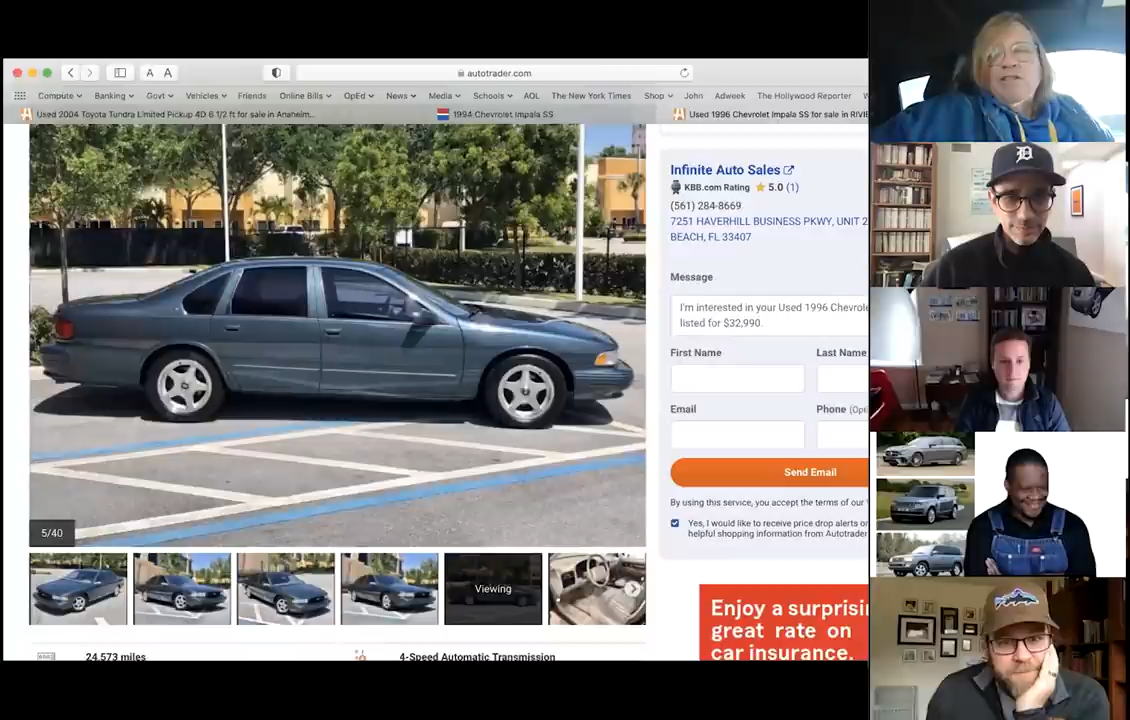 autotrader.com
A A
Compute Banking Govt Vehicles Friends Online Bills OpEd News Media Schools AOL The New York Times Shop John Adweek The Hollywood Reporter
Used 2004 Toyota Tundra Limited Pickup 4D 6 1/2 ft for sale in Anaheim...
1994 Chevrolet Impala SS
Used 1996 Chevrolet Impala SS for sale in RIVIE
Infinite Auto Sales
KBB.com Rating 5.0 (1)
(561) 284-8669
7251 HAVERHILL BUSINESS PKWY, UNIT 2
BEACH, FL 33407
Message
I'm interested in your Used 1996 Chevrole
listed for $32,990.
First Name
Last Name
Email
Phone (Opti
Send Email
By using this service, you accept the terms of our
Yes, I would like to receive price drop alerts or
helpful shopping information from Autotrader
5/40
Viewing
Enjoy a surprisi
great rate on
car insurance.
24,573 miles
4-Speed Automatic Transmission
D